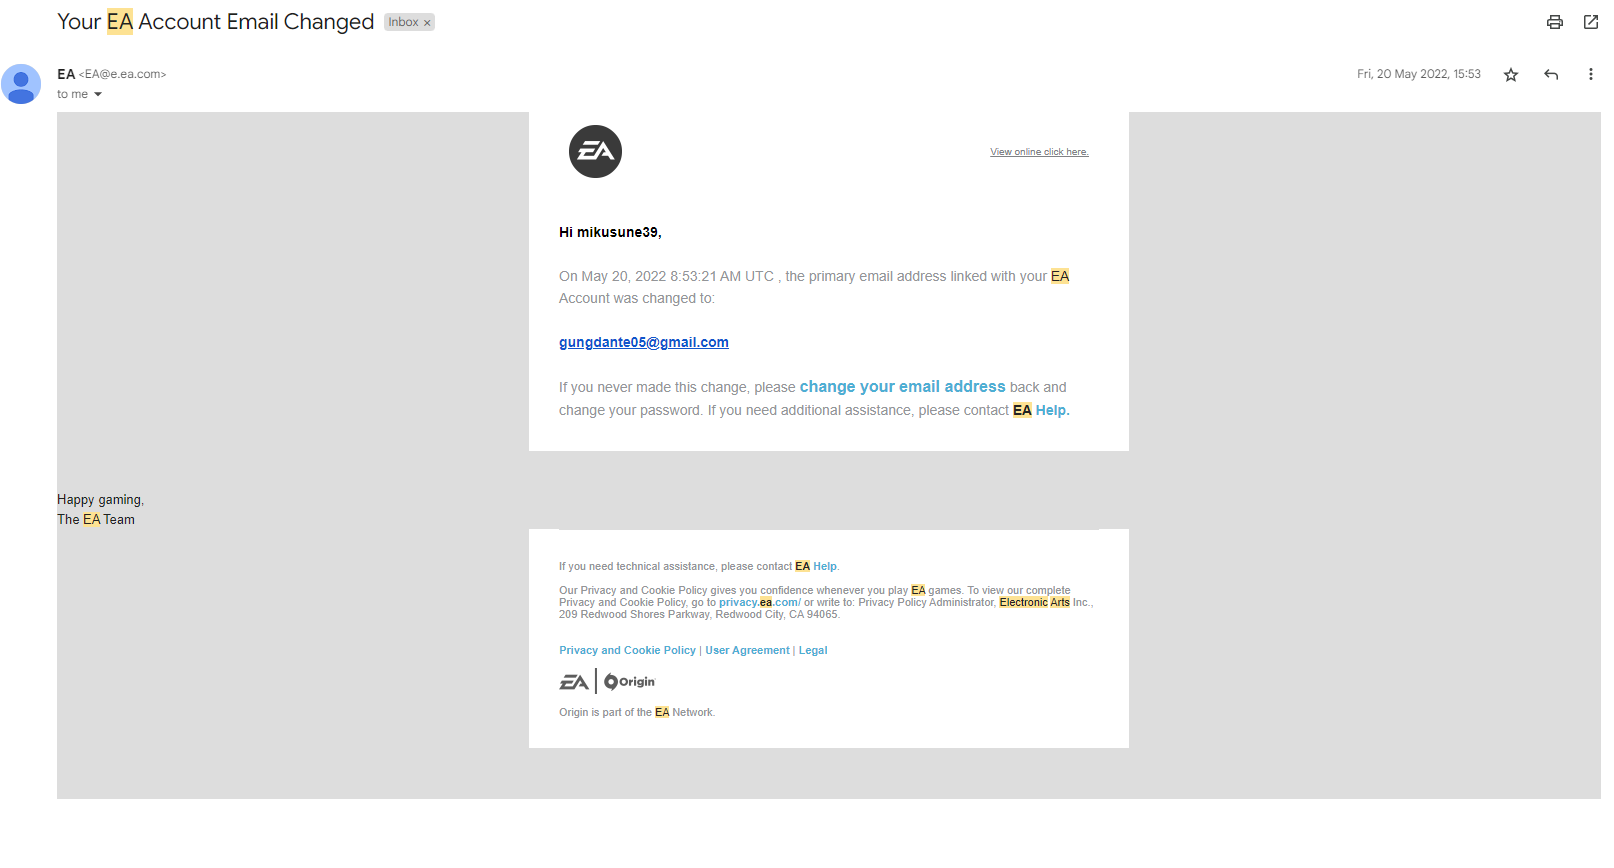 Your EA Account Email Changed Inbox ×
EA <EA@e.ea.com>
Fri, 20 May 2022, 15:53
to me
EA
View online click here.
Hi mikusune39,
On May 20, 2022 8:53:21 AM UTC , the primary email address linked with your EA
Account was changed to:
gungdante05@gmail.com
If you never made this change, please change your email address back and
change your password. If you need additional assistance, please contact EA Help.
Happy gaming,
The EA Team
If you need technical assistance, please contact EA Help.
Our Privacy and Cookie Policy gives you confidence whenever you play EA games. To view our complete
Privacy and Cookie Policy, go to privacy.ea.com/ or write to: Privacy Policy Administrator, Electronic Arts Inc.,
209 Redwood Shores Parkway, Redwood City, CA 94065.
Privacy and Cookie Policy | User Agreement | Legal
EA | Origin
Origin is part of the EA Network.